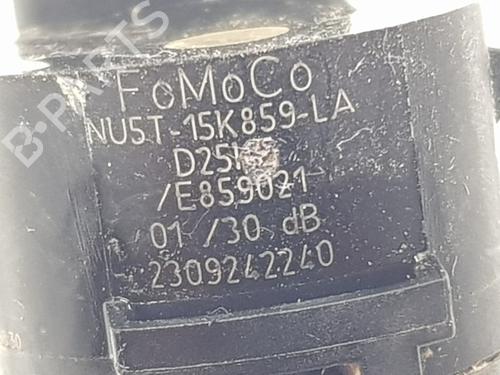 B-PARTS
FoMoCo
NU5T-15K859-LA
/E859021
01 /30 dB
2309242240